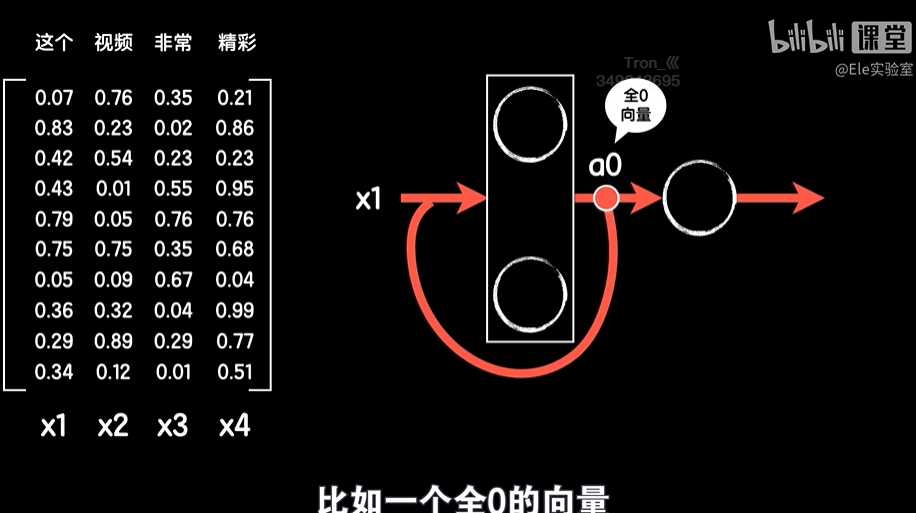 这个 视频 非常 精彩
0.07 0.76 0.35 0.21
0.83 0.23 0.02 0.86
0.42 0.54 0.23 0.23
0.43 0.01 0.55 0.95
0.79 0.05 0.76 0.76
0.75 0.75 0.35 0.68
0.05 0.09 0.67 0.04
0.36 0.32 0.04 0.99
0.29 0.89 0.29 0.77
0.34 0.12 0.01 0.51
x1 x2 x3 x4
bilibili 课堂
@Ele实验室
Tron_巛
全0
向量
a0
x1
比如一个全0的向量